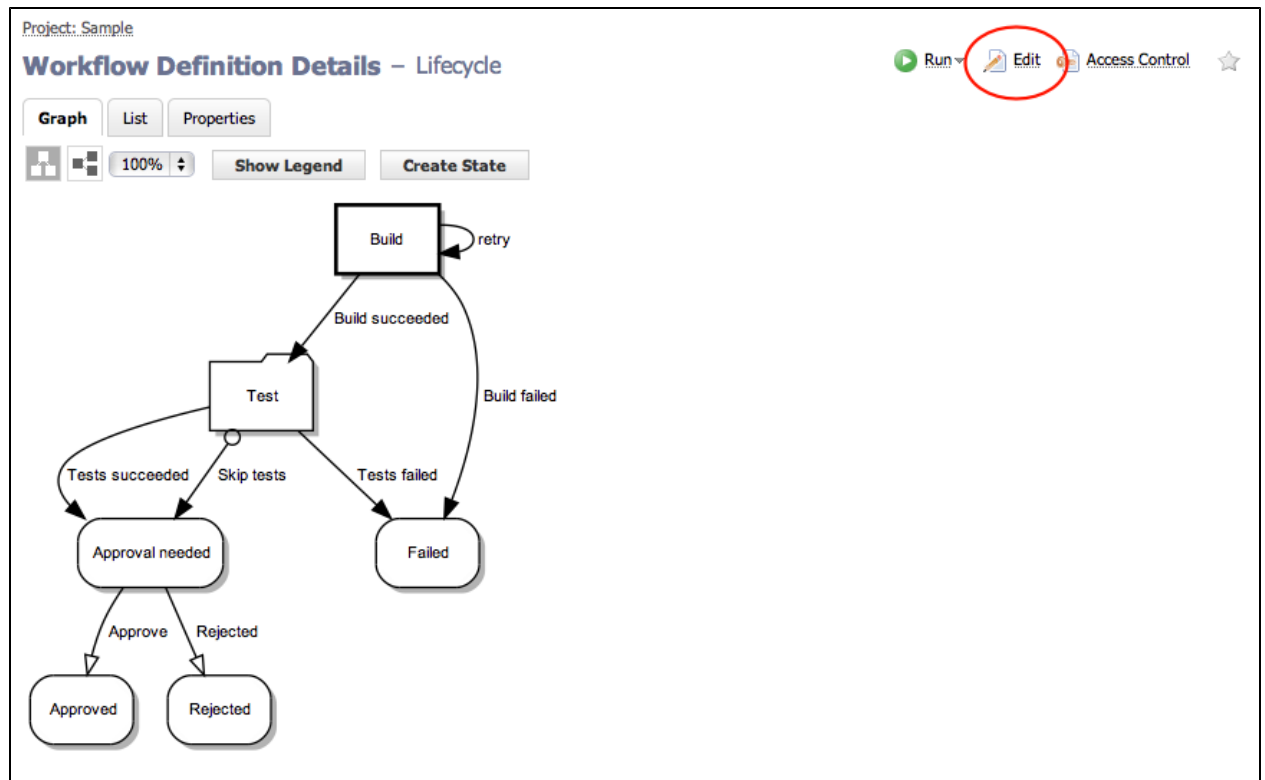 Project: Sample
Workflow Definition Details – Lifecycle
Run
Edit
Access Control
Graph
List
Properties
100%
Show Legend
Create State
Build
retry
Build succeeded
Test
Build failed
Tests succeeded
Skip tests
Tests failed
Approval needed
Failed
Approve
Rejected
Approved
Rejected